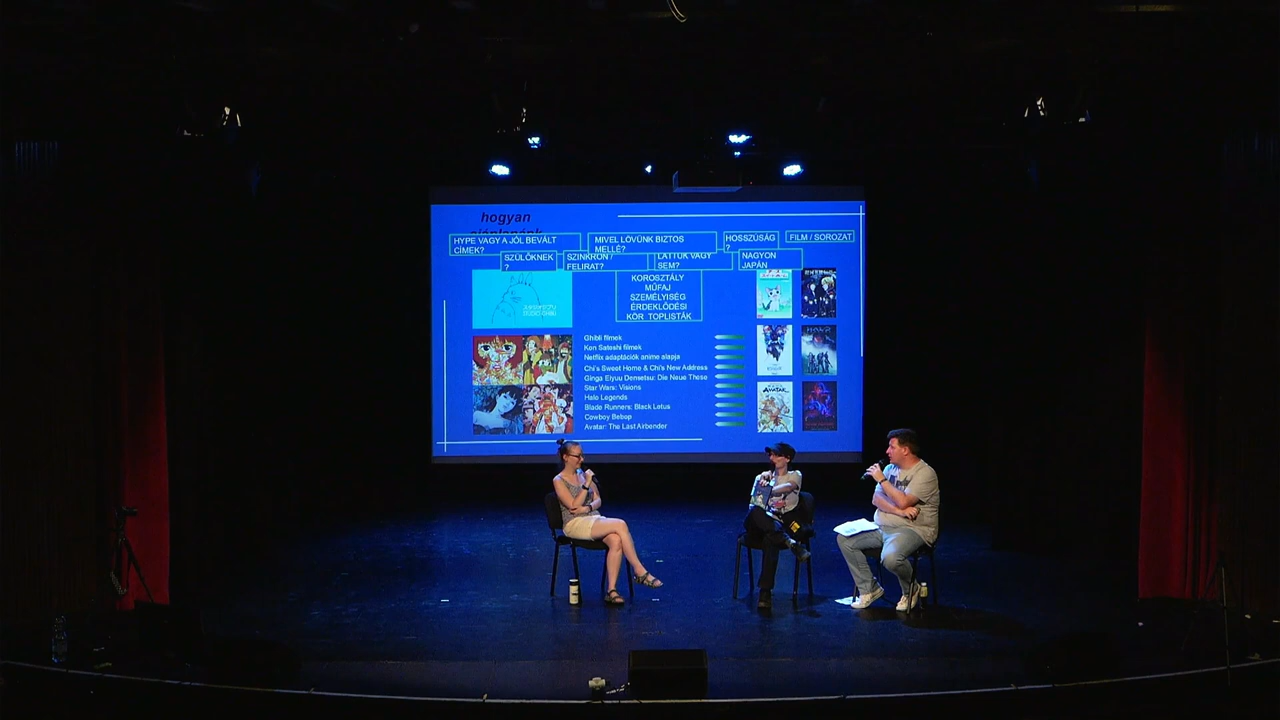 hogyan
HYPE VAGY A JÓL BEVÁLT
CÍMEK?
MIVEL LÖVÜNK BIZTOS
MELLÉ?
HOSSZÚSÁG
?
FILM / SOROZAT
SZÜLŐKNEK
?
SZINKRON /
FELIRAT?
LÁTTUK VAGY
SEM?
NAGYON
JAPÁN
KOROSZTÁLY
MŰFAJ
SZEMÉLYISÉG
ÉRDEKLŐDÉSI
KÖR TOPLISTÁK
STUDIO GHIBLI
Ghibli filmek
Kon Satoshi filmek
Netflix adaptációk anime alapja
Chi's Sweet Home & Chi's New Address
Ginga Eiyuu Densetsu: Die Neue These
Star Wars: Visions
Halo Legends
Blade Runners: Black Lotus
Cowboy Bebop
Avatar: The Last Airbender
AVATAR